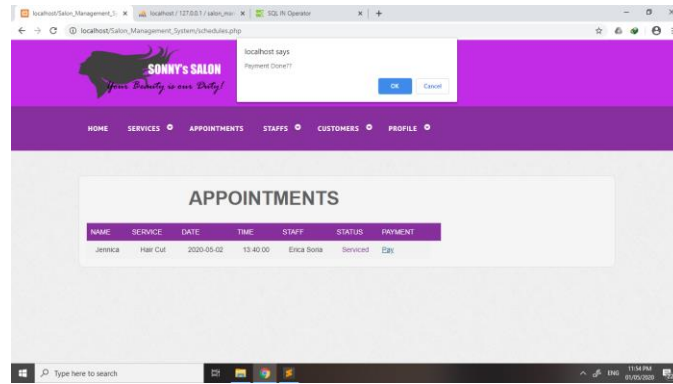 localhost/Salon_Management_S
localhost / 127.0.0.1 / salon_man
SQL IN Operator
localhost/Salon_Management_System/schedules.php
localhost says
Payment Done??
OK
Cancel
SONNY's SALON
Your Beauty is our Duty!
HOME
SERVICES
APPOINTMENTS
STAFFS
CUSTOMERS
PROFILE
APPOINTMENTS
NAME SERVICE DATE TIME STAFF STATUS PAYMENT
Jennica Hair Cut 2020-05-02 13:40:00 Erica Soria Serviced Pay
Type here to search
ENG
11:54 PM
01/05/2020